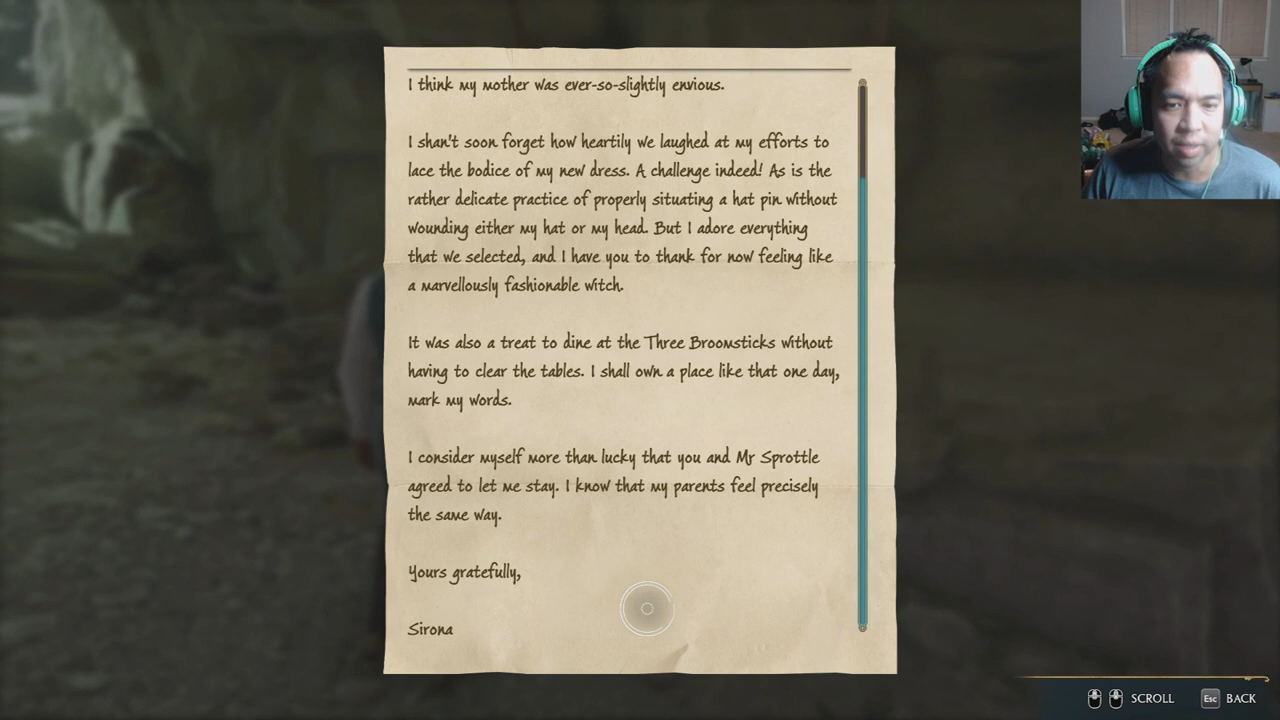 I think my mother was ever-so-slightly envious.
I shan't soon forget how heartily we laughed at my efforts to
lace the bodice of my new dress. A challenge indeed! As is the
rather delicate practice of properly situating a hat pin without
wounding either my hat or my head. But I adore everything
that we selected, and I have you to thank for now feeling like
a marvellously fashionable witch.
It was also a treat to dine at the Three Broomsticks without
having to clear the tables. I shall own a place like that one day,
mark my words.
I consider myself more than lucky that you and Mr Sprottle
agreed to let me stay. I know that my parents feel precisely
the same way.
Yours gratefully,
Sirona
SCROLL Esc BACK